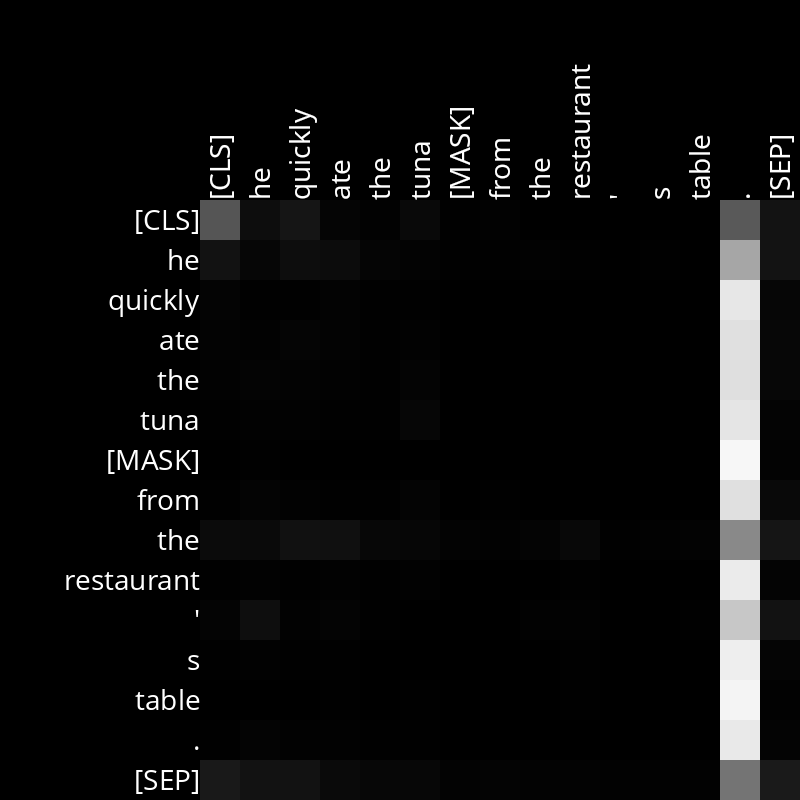 [CLS] he quickly ate the tuna [MASK] from the restaurant ' s table . [SEP]
[CLS]
he
quickly
ate
the
tuna
[MASK]
from
the
restaurant
'
s
table
.
[SEP]